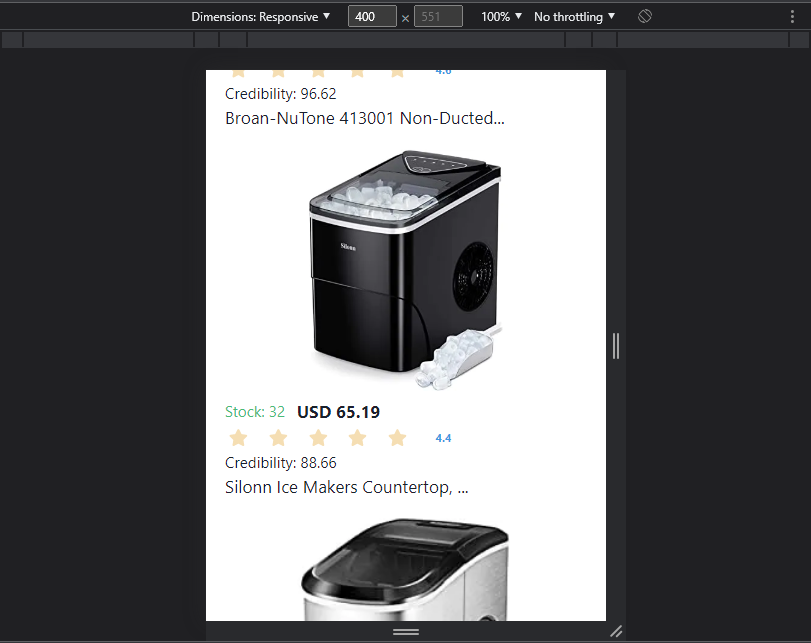 Dimensions: Responsive ▼ 400 × 551 100% ▼ No throttling ▼
4.6
Credibility: 96.62
Broan-NuTone 413001 Non-Ducted...
Silonn
Stock: 32 USD 65.19
4.4
Credibility: 88.66
Silonn Ice Makers Countertop, ...